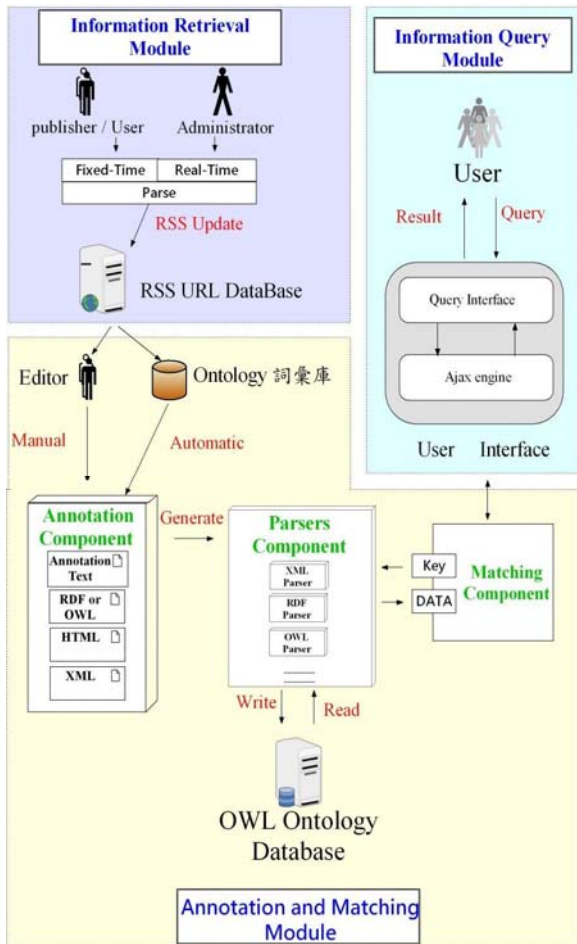 Information Retrieval
Module
publisher / User
Administrator
Fixed-Time
Real-Time
Parse
RSS Update
RSS URL DataBase
Information Query
Module
User
Result
Query
Query Interface
Ajax engine
User Interface
Editor
Ontology 詞彙庫
Manual
Automatic
Annotation
Component
Annotation
Text
RDF or
OWL
HTML
XML
Generate
Parsers
Component
XML
Parser
RDF
Parser
OWL
Parser
Key
DATA
Matching
Component
Write
Read
OWL Ontology
Database
Annotation and Matching
Module